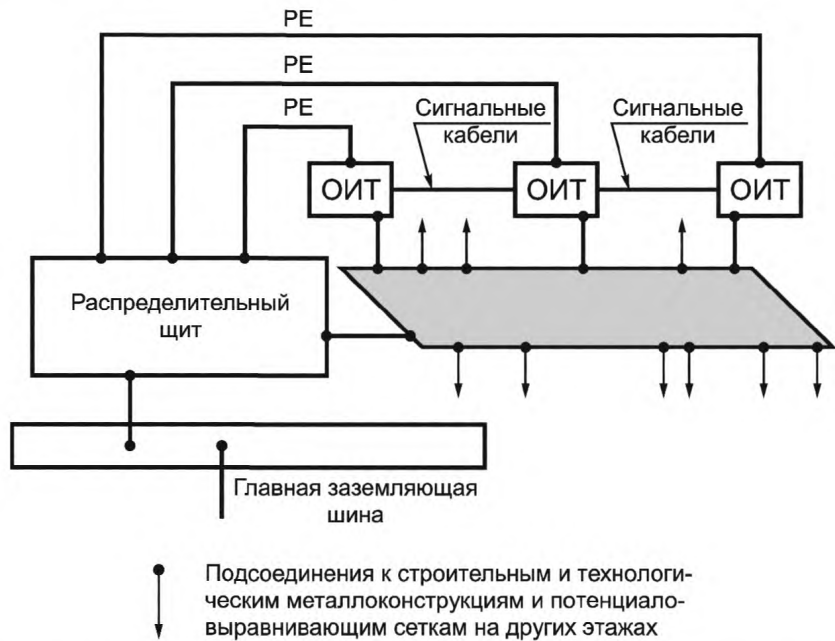 PE
PE
PE
Сигнальные
кабели
Сигнальные
кабели
ОИТ
ОИТ
ОИТ
Распределительный
щит
Главная заземляющая
шина
Подсоединения к строительным и технологи-
ческим металлоконструкциям и потенциало-
выравнивающим сеткам на других этажах